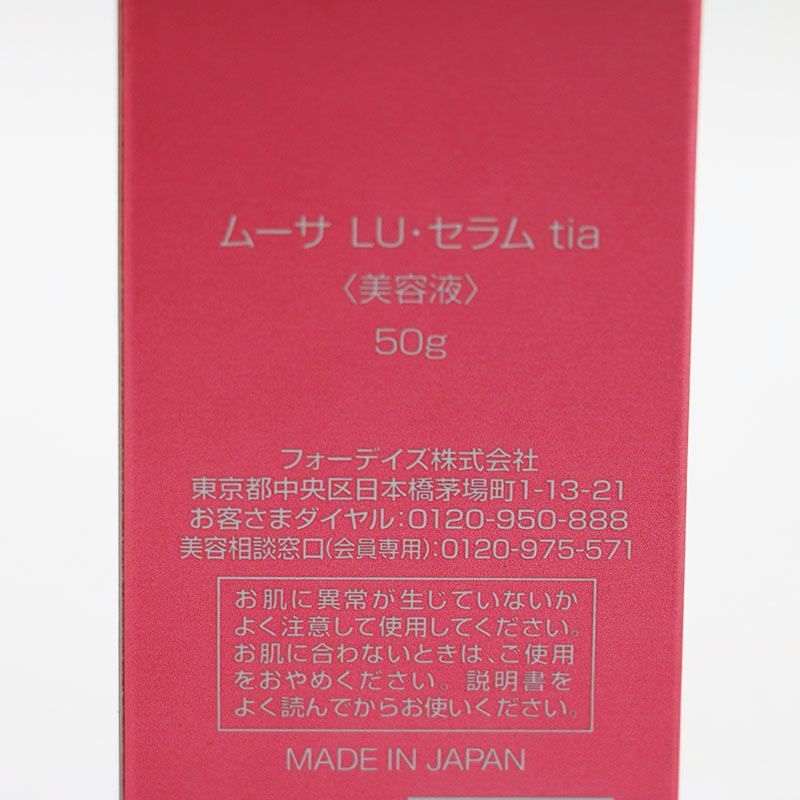 ムーサ LU・セラム tia
〈美容液〉
50g
フォーデイズ株式会社
東京都中央区日本橋茅場町1-13-21
お客さまダイヤル:0120-950-888
美容相談窓口(会員専用):0120-975-571
お肌に異常が生じていないか
よく注意して使用してください。
お肌に合わないときは、ご使用
をおやめください。説明書を
よく読んでからお使いください。
MADE IN JAPAN